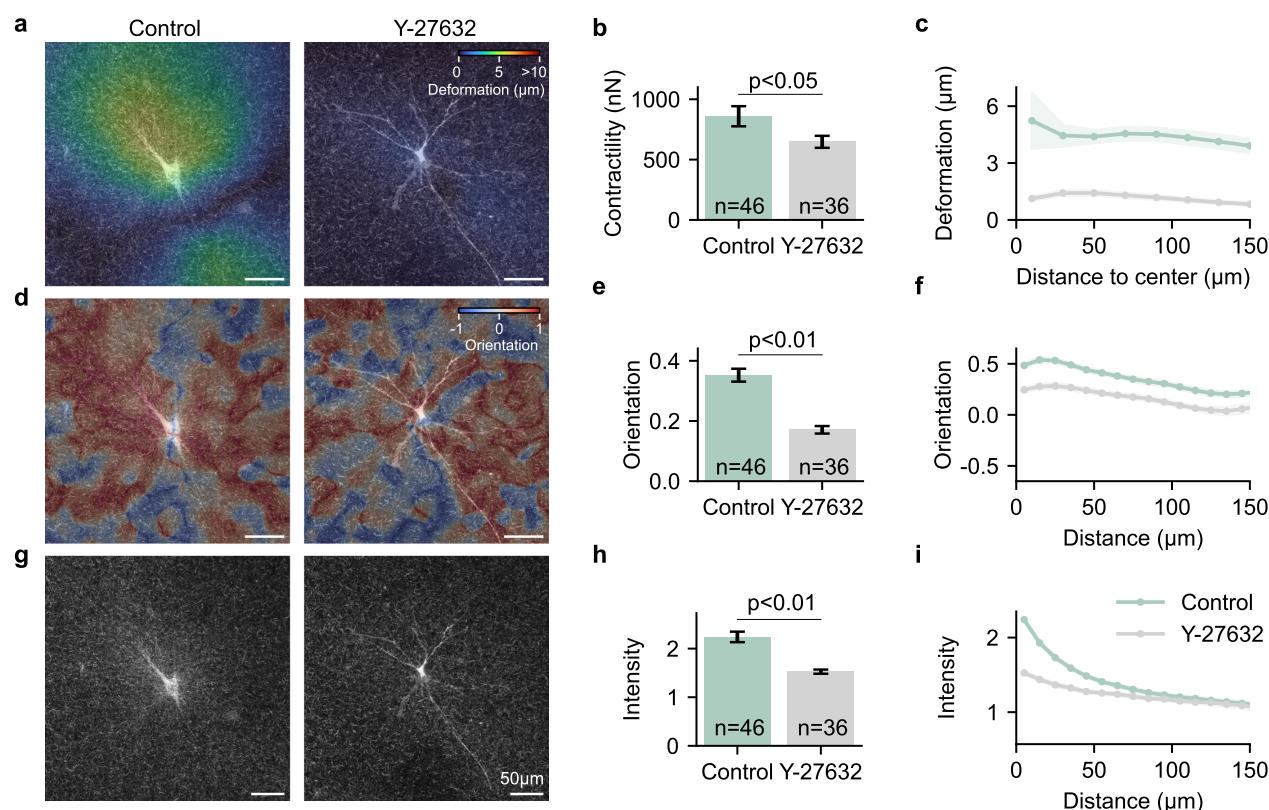 a
Control
Y-27632
0 5 >10
Deformation (µm)
b
Contractility (nN)
1000
500
0
p<0.05
n=46
n=36
Control Y-27632
c
Deformation (µm)
6
3
0
0 50 100 150
Distance to center (µm)
d
-1 0 1
Orientation
e
Orientation
0.4
0.2
0.0
p<0.01
n=46
n=36
Control Y-27632
f
Orientation
0.5
0.0
-0.5
0 50 100 150
Distance (µm)
g
50µm
h
Intensity
2
1
0
p<0.01
n=46
n=36
Control Y-27632
i
Intensity
2
1
Control
Y-27632
0 50 100 150
Distance (µm)